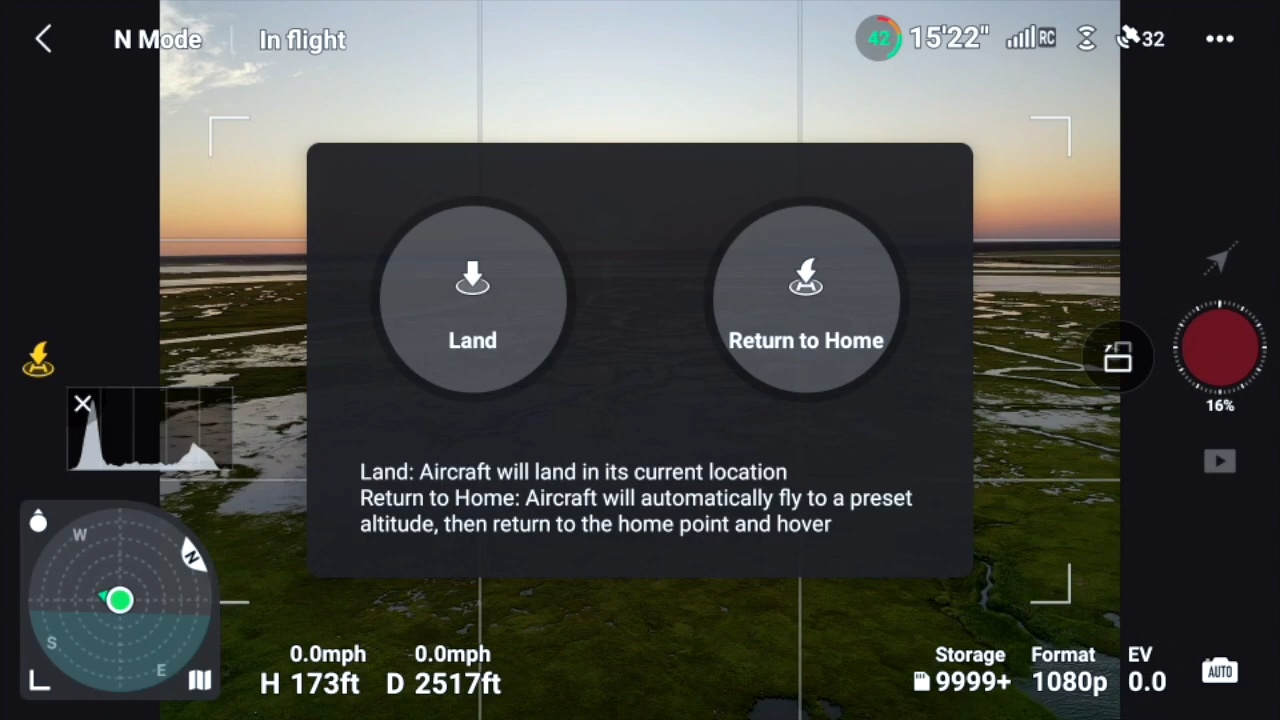 N Mode
In flight
42
15'22"
RC
32
Land
Return to Home
16%
Land: Aircraft will land in its current location
Return to Home: Aircraft will automatically fly to a preset
altitude, then return to the home point and hover
W
N
S
E
0.0mph 0.0mph
H 173ft D 2517ft
Storage Format EV
9999+ 1080p 0.0
AUTO